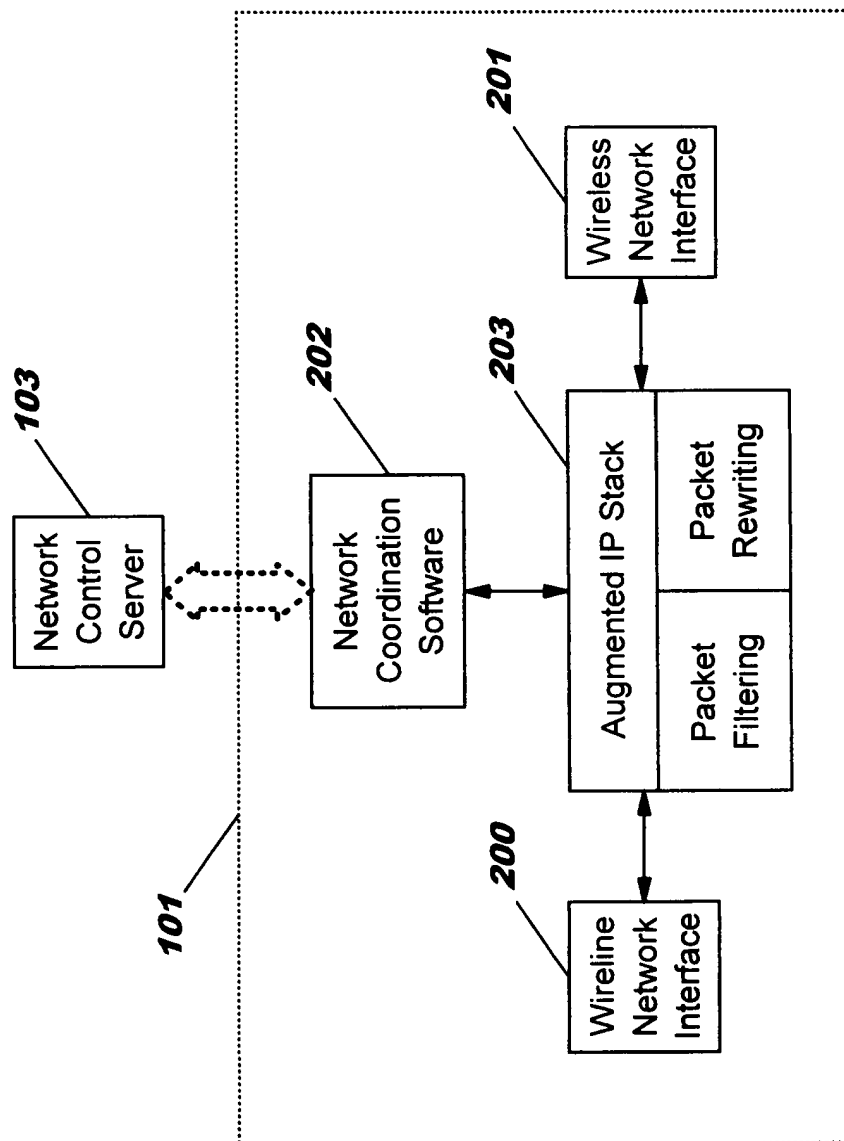 103
Network
Control
Server
101
202
Network
Coordination
Software
200
203
201
Wireline
Network
Interface
Augmented IP Stack
Packet
Filtering
Packet
Rewriting
Wireless
Network
Interface